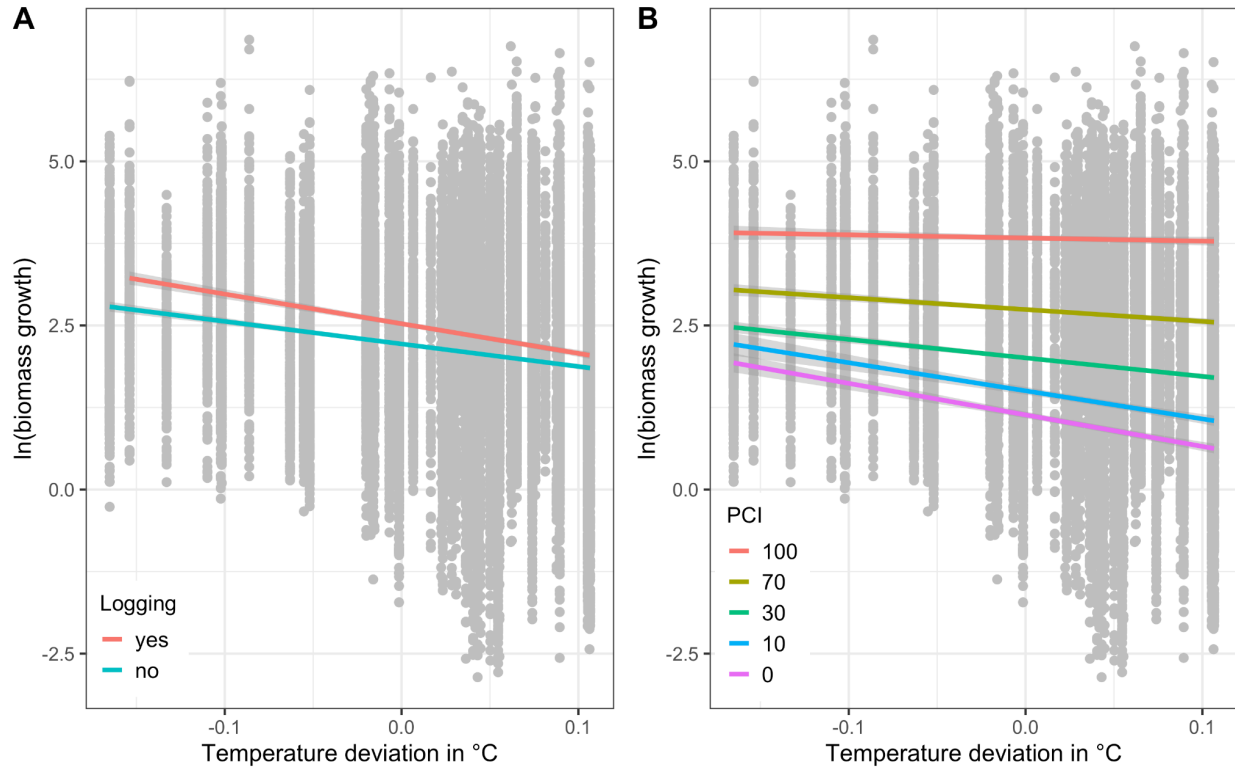 A
ln(biomass growth)
5.0
2.5
0.0
-2.5
Logging
yes
no
-0.1
0.0
0.1
Temperature deviation in °C
B
ln(biomass growth)
5.0
2.5
0.0
-2.5
PCI
100
70
30
10
0
-0.1
0.0
0.1
Temperature deviation in °C